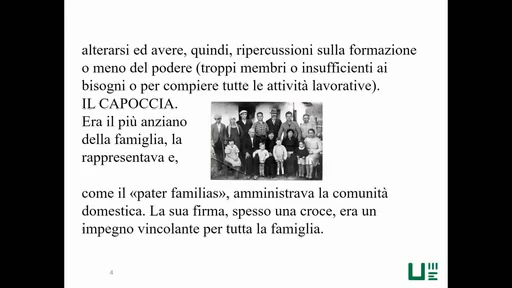 alterarsi ed avere, quindi, ripercussioni sulla formazione
o meno del podere (troppi membri o insufficienti ai
bisogni o per compiere tutte le attività lavorative).
IL CAPOCCIA.
Era il più anziano
della famiglia, la
rappresentava e,
come il «pater familias», amministrava la comunità
domestica. La sua firma, spesso una croce, era un
impegno vincolante per tutta la famiglia.
4